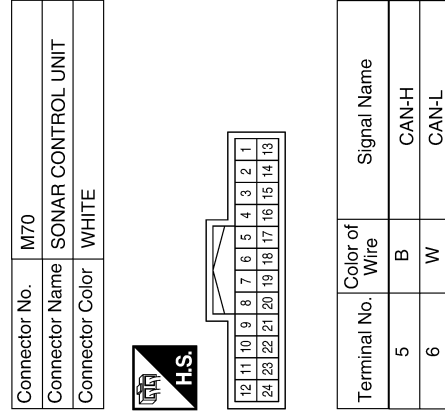 Connector No. M70
Connector Name SONAR CONTROL UNIT
Connector Color WHITE
H.S.
12 11 10 9 8 7 6 5 4 3 2 1
24 23 22 21 20 19 18 17 16 15 14 13
Terminal No. Color of Wire Signal Name
5 B CAN-H
6 W CAN-L